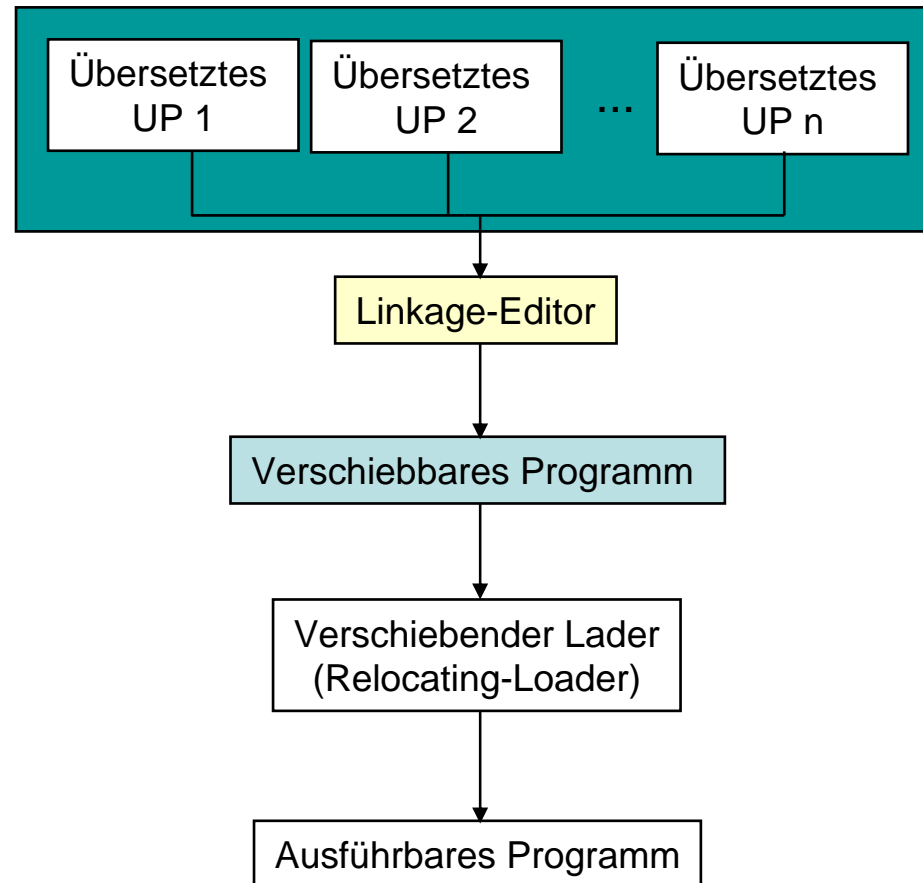 Übersetztes
UP 1
Übersetztes
UP 2
...
Übersetztes
UP n
Linkage-Editor
Verschiebbares Programm
Verschiebender Lader
(Relocating-Loader)
Ausführbares Programm